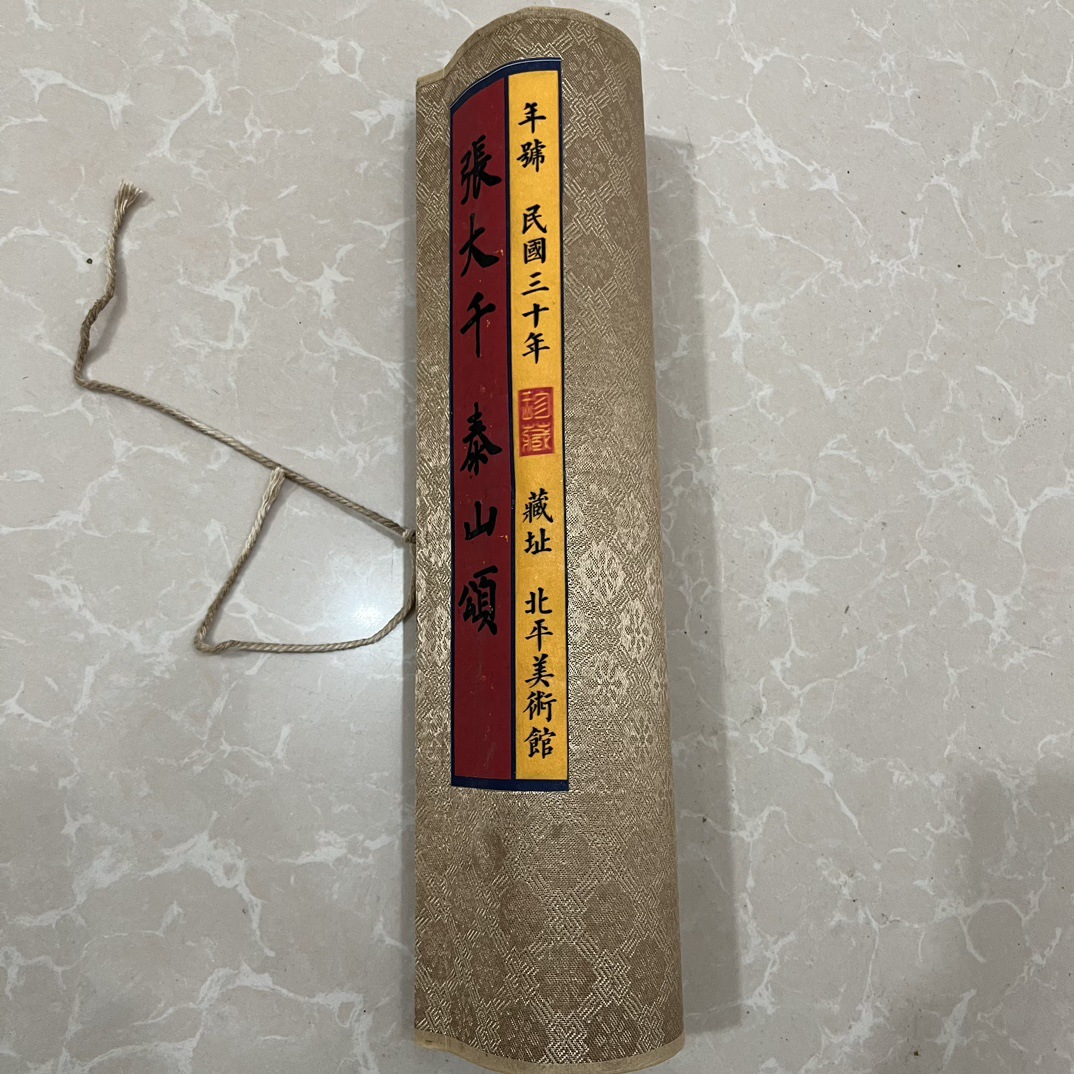 年號 民國三十年 珍藏 藏址 北平美術館
張大千 泰山頌